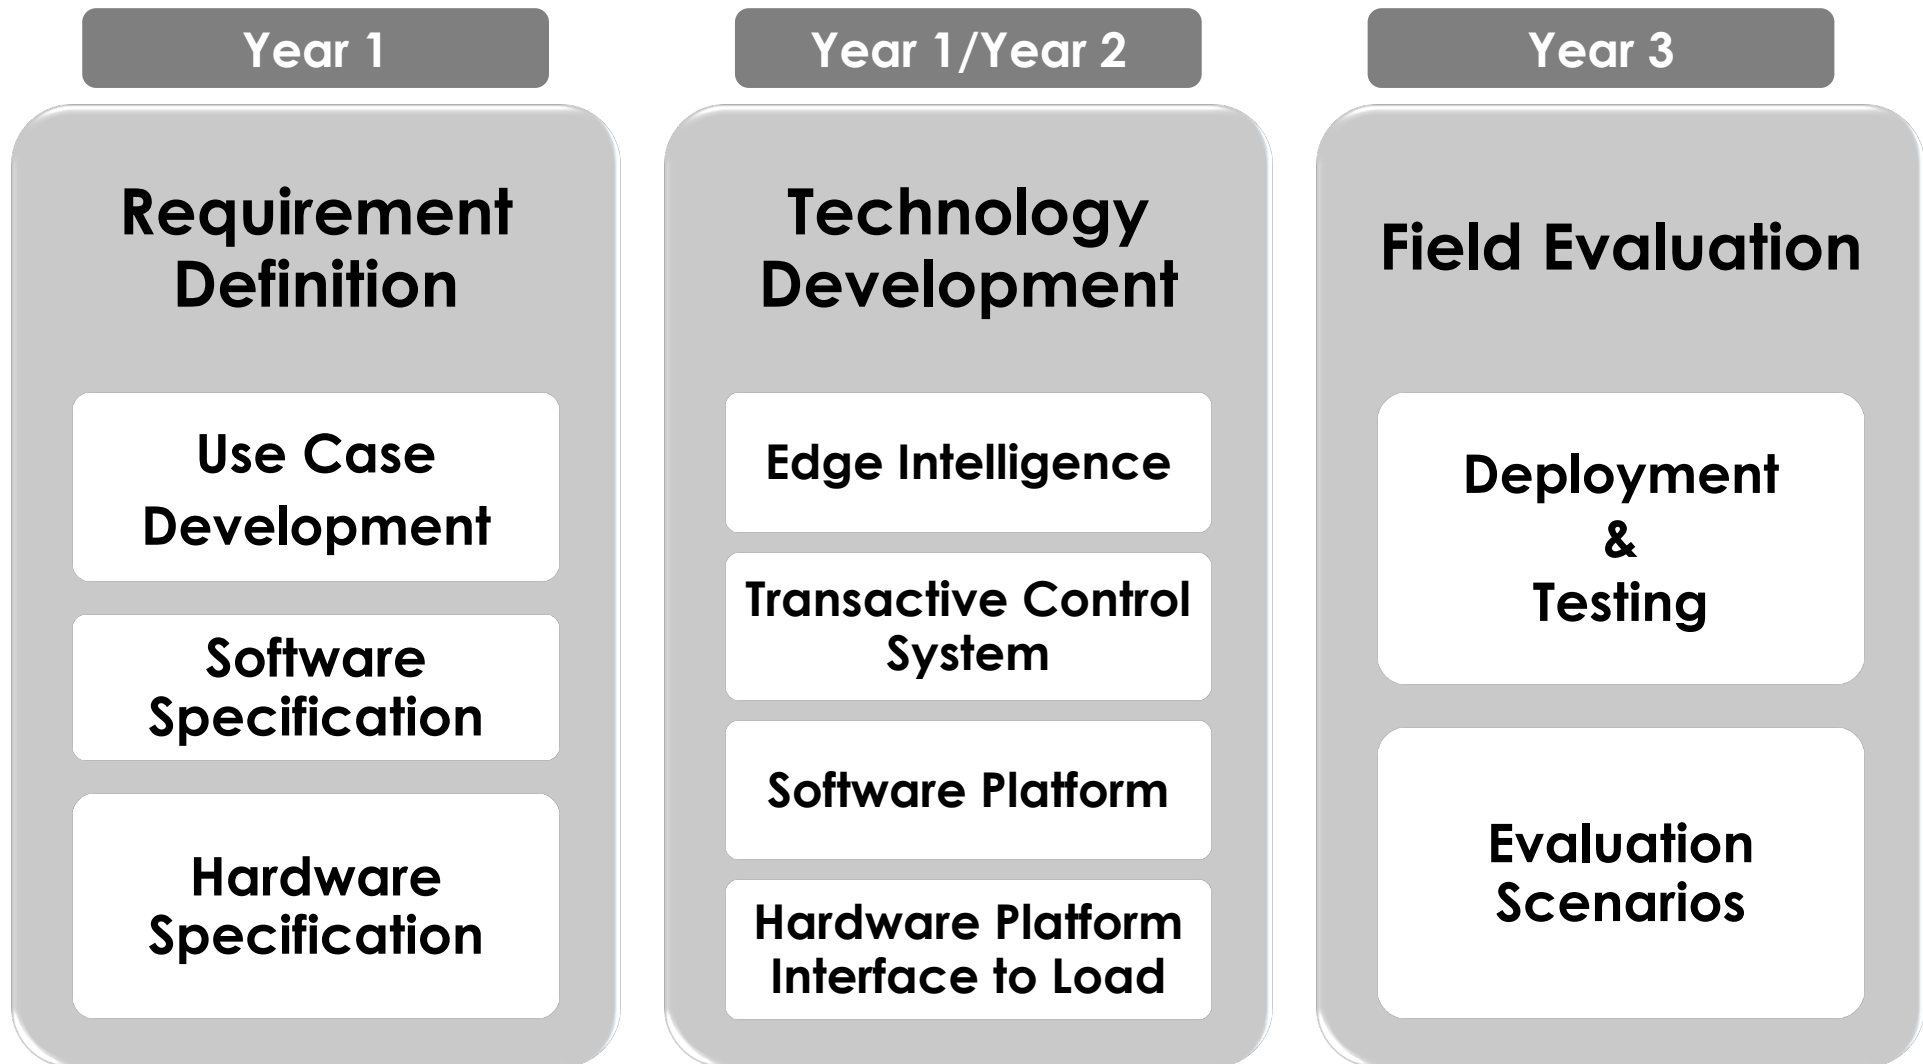 Year 1
Year 1/Year 2
Year 3
Requirement
Definition
Use Case
Development
Software
Specification
Hardware
Specification
Technology
Development
Edge Intelligence
Transactive Control
System
Software Platform
Hardware Platform
Interface to Load
Field Evaluation
Deployment
&
Testing
Evaluation
Scenarios